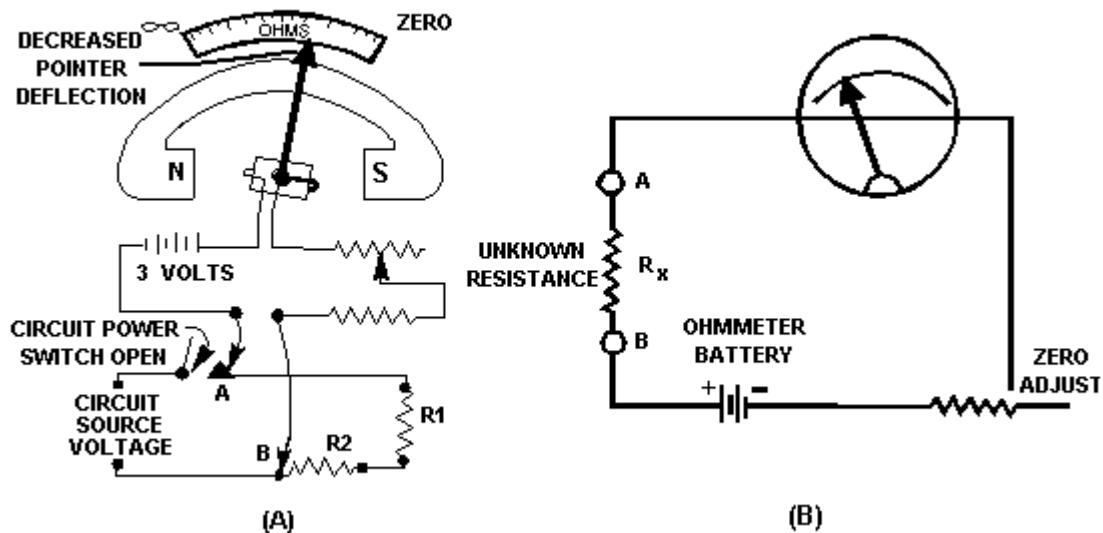 ∞
OHMS
ZERO
DECREASED
POINTER
DEFLECTION
N
S
3 VOLTS
CIRCUIT POWER
SWITCH OPEN
A
CIRCUIT
SOURCE
VOLTAGE
B
R2
R1
(A)
A
UNKNOWN
RESISTANCE
Rx
B
OHMMETER
BATTERY
+ -
ZERO
ADJUST
(B)